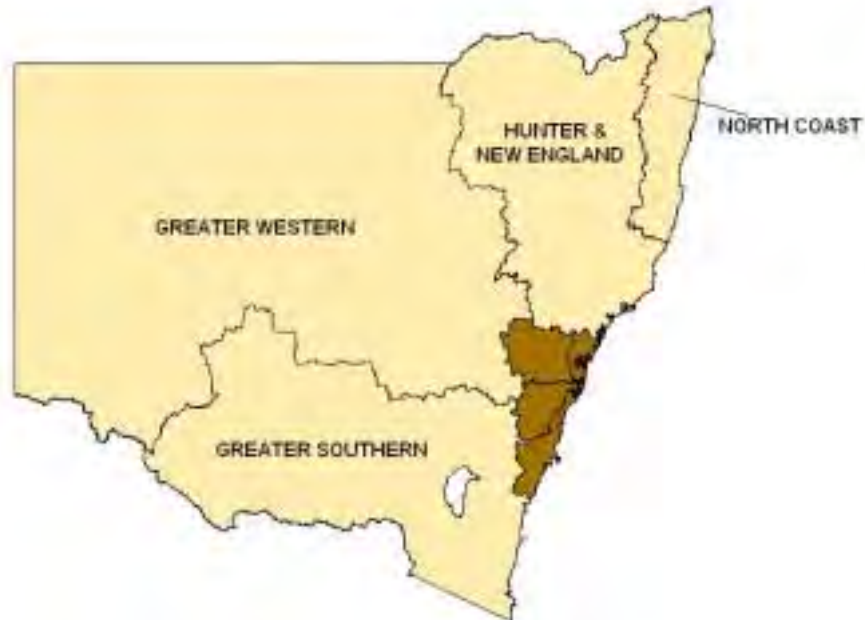 HUNTER &
NEW ENGLAND
NORTH COAST
GREATER WESTERN
GREATER SOUTHERN